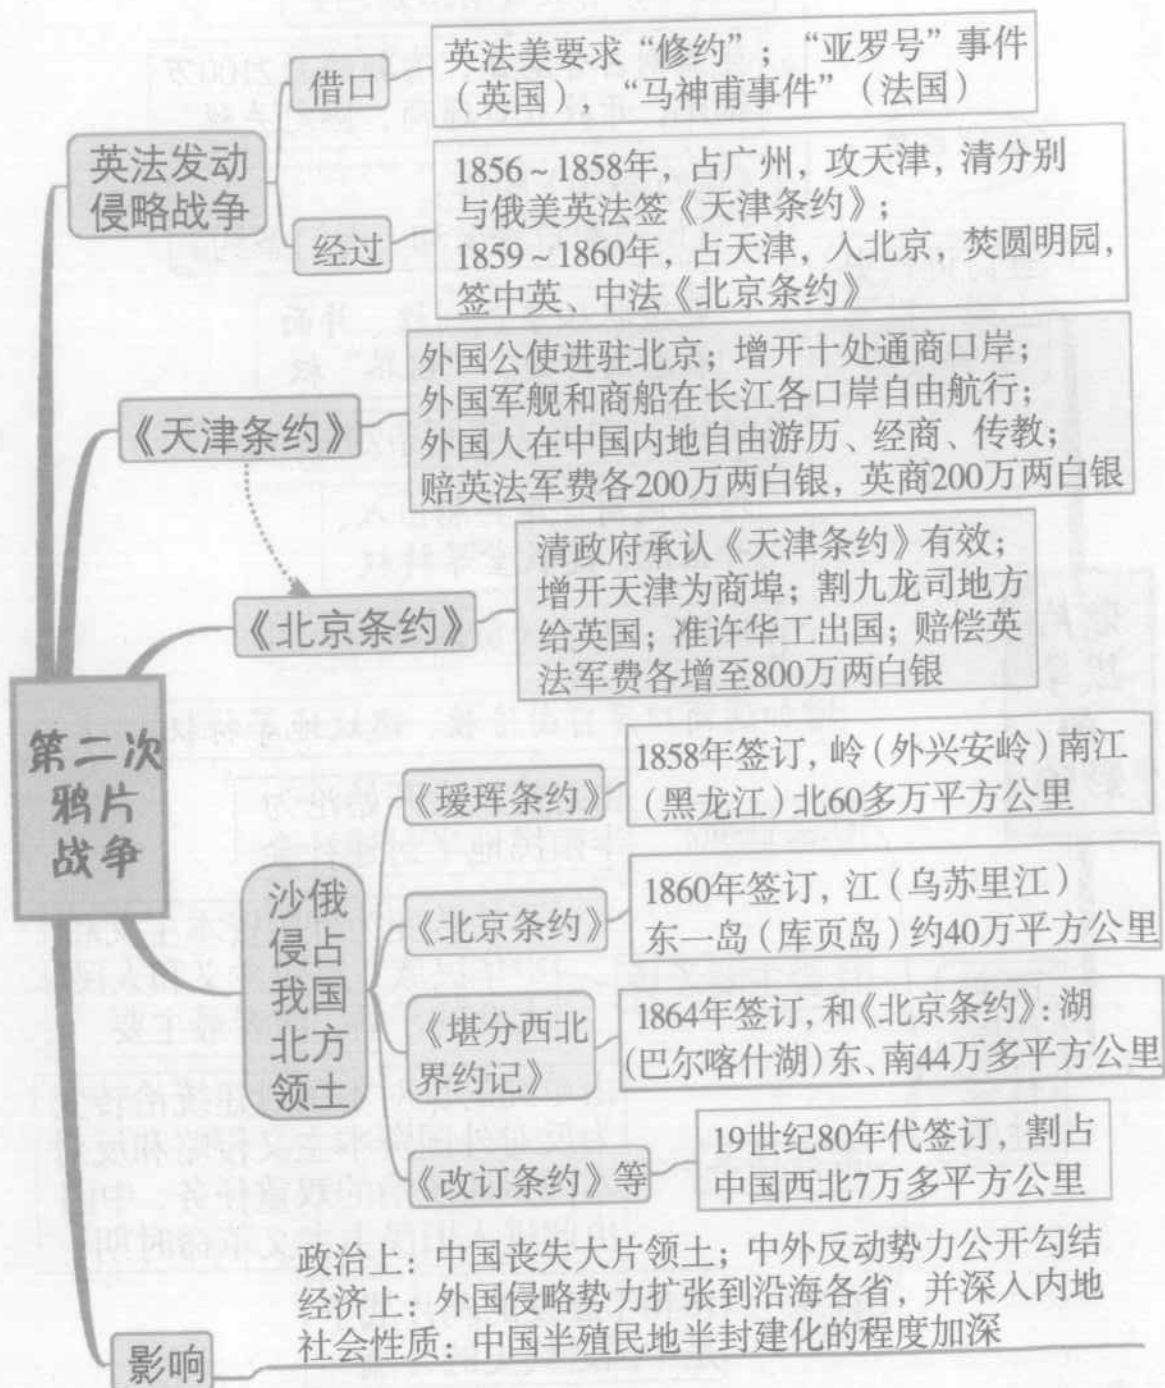 借口
英法美要求“修约”；“亚罗号”事件
（英国），“马神甫事件”（法国）
英法发动
侵略战争
经过
1856～1858年，占广州，攻天津，清分别
与俄美英法签《天津条约》；
1859～1860年，占天津，入北京，焚圆明园，
签中英、中法《北京条约》
《天津条约》
外国公使进驻北京；增开十处通商口岸；
外国军舰和商船在长江各口岸自由航行；
外国人在中国内地自由游历、经商、传教；
赔英法军费各200万两白银，英商200万两白银
《北京条约》
清政府承认《天津条约》有效；
增开天津为商埠；割九龙司地方
给英国；准许华工出国；赔偿英
法军费各增至800万两白银
第二次
鸦片
战争
沙俄
侵占
我国
北方
领土
《瑷珲条约》
1858年签订，岭（外兴安岭）南江
（黑龙江）北60多万平方公里
《北京条约》
1860年签订，江（乌苏里江）
东一岛（库页岛）约40万平方公里
《堪分西北
界约记》
1864年签订，和《北京条约》：湖
（巴尔喀什湖）东、南44万多平方公里
《改订条约》等
19世纪80年代签订，割占
中国西北7万多平方公里
影响
政治上：中国丧失大片领土；中外反动势力公开勾结
经济上：外国侵略势力扩张到沿海各省，并深入内地
社会性质：中国半殖民地半封建化的程度加深